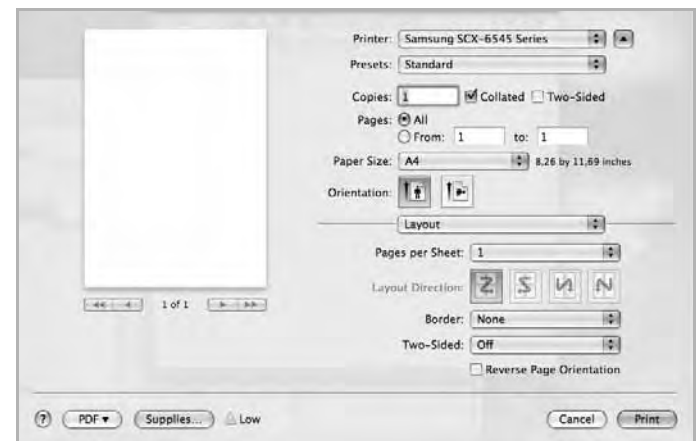 Printer: Samsung SCX-6545 Series
Presets: Standard
Copies: 1 Collated Two-Sided
Pages: All
From: 1 to: 1
Paper Size: A4 8,26 by 11,69 inches
Orientation:
Layout
Pages per Sheet: 1
Layout Direction:
1 of 1
Border: None
Two-Sided: Off
Reverse Page Orientation
? PDF Supplies... Low Cancel Print